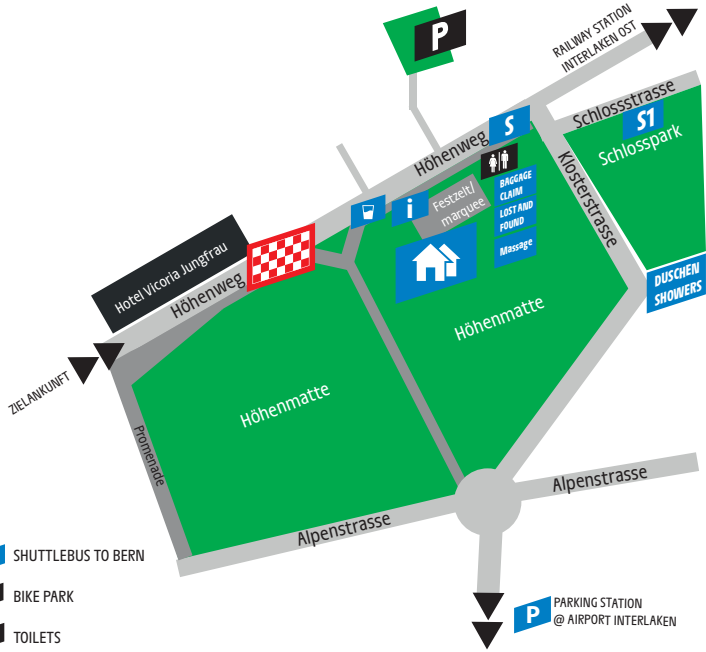 P
RAILWAY STATION
INTERLAKEN OST
Schlossstrasse
S
S1
Schlosspark
Höhenweg
Klosterstrasse
BAGGAGE
CLAIM
Festzelt/
marquee
i
LOST AND
FOUND
Massage
Hotel Vicoria Jungfrau
Höhenweg
DUSCHEN
SHOWERS
Höhenmatte
ZIELANKUNFT
Höhenmatte
Promenade
Alpenstrasse
Alpenstrasse
SHUTTLEBUS TO BERN
BIKE PARK
TOILETS
P
PARKING STATION
@ AIRPORT INTERLAKEN